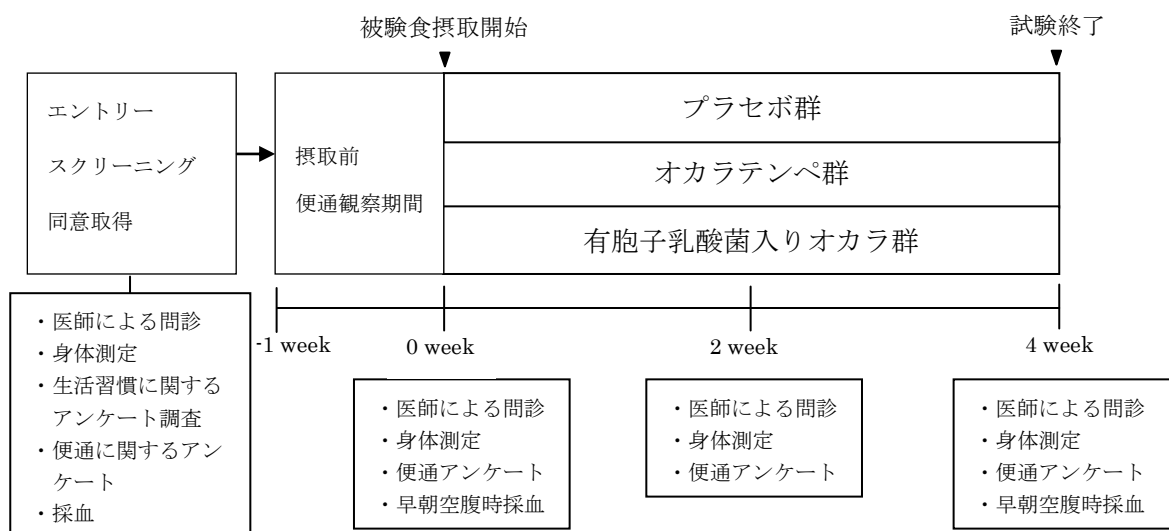 被験食摂取開始
試験終了
エントリー
スクリーニング
同意取得
摂取前
便通観察期間
プラセボ群
オカラテンペ群
有胞子乳酸菌入りオカラ群
-1 week
0 week
2 week
4 week
・医師による問診
・身体測定
・生活習慣に関する
アンケート調査
・便通に関するアン
ケート
・採血
・医師による問診
・身体測定
・便通アンケート
・早朝空腹時採血
・医師による問診
・身体測定
・便通アンケート
・医師による問診
・身体測定
・便通アンケート
・早朝空腹時採血